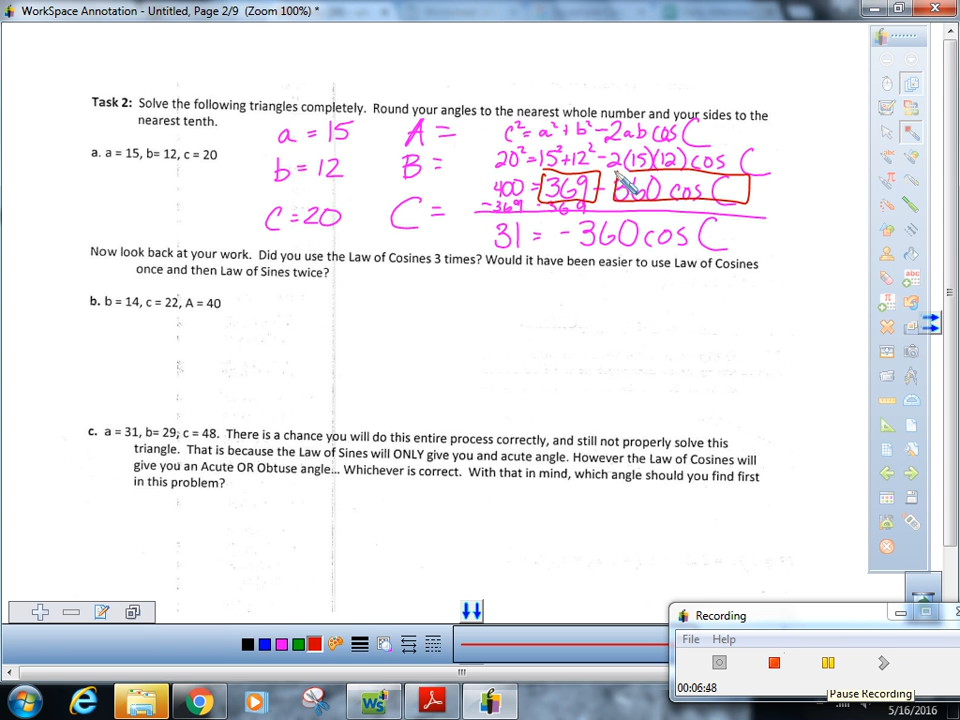 WorkSpace Annotation - Untitled, Page 2/9 (Zoom 100%) *
Task 2: Solve the following triangles completely. Round your angles to the nearest whole number and your sides to the
nearest tenth.
a = 15 A = c² = a² + b² - 2ab cos C
a. a = 15, b= 12, c = 20
b = 12 B = 20² = 15² + 12² - 2(15)(12) cos C
400 = 369 - 360 cos C
c = 20 C = -369 -369
31 = - 360 cos C
Now look back at your work. Did you use the Law of Cosines 3 times? Would it have been easier to use Law of Cosines
once and then Law of Sines twice?
b. b = 14, c = 22, A = 40
c. a = 31, b= 29, c = 48. There is a chance you will do this entire process correctly, and still not properly solve this
triangle. That is because the Law of Sines will ONLY give you and acute angle. However the Law of Cosines will
give you an Acute OR Obtuse angle... Whichever is correct. With that in mind, which angle should you find first
in this problem?
Recording
File Help
00:06:48
Pause Recording
5/16/2016